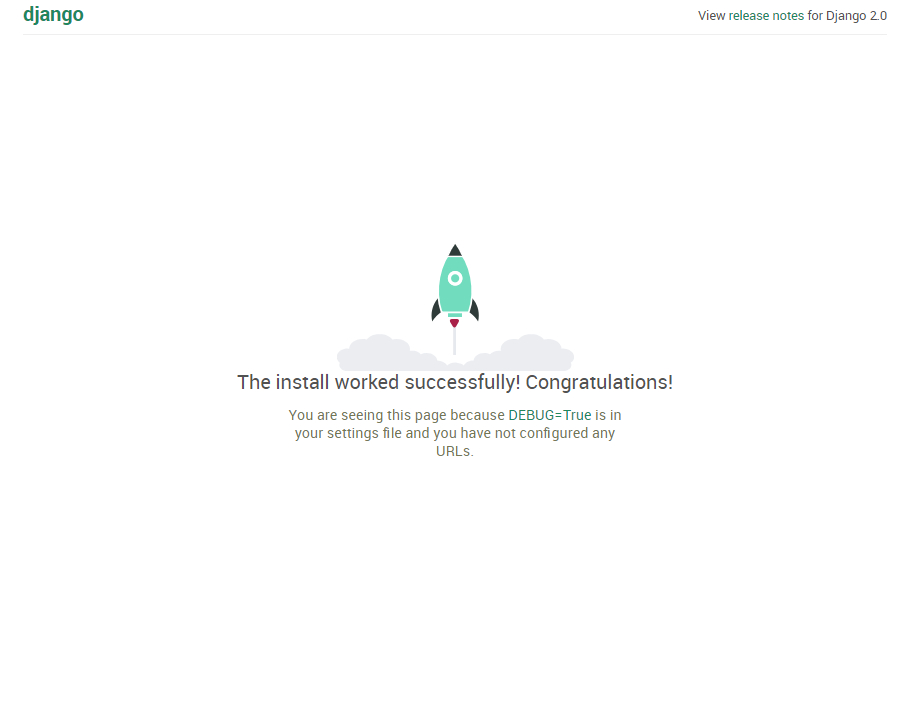 django
View release notes for Django 2.0
The install worked successfully! Congratulations!
You are seeing this page because DEBUG=True is in
your settings file and you have not configured any
URLs.